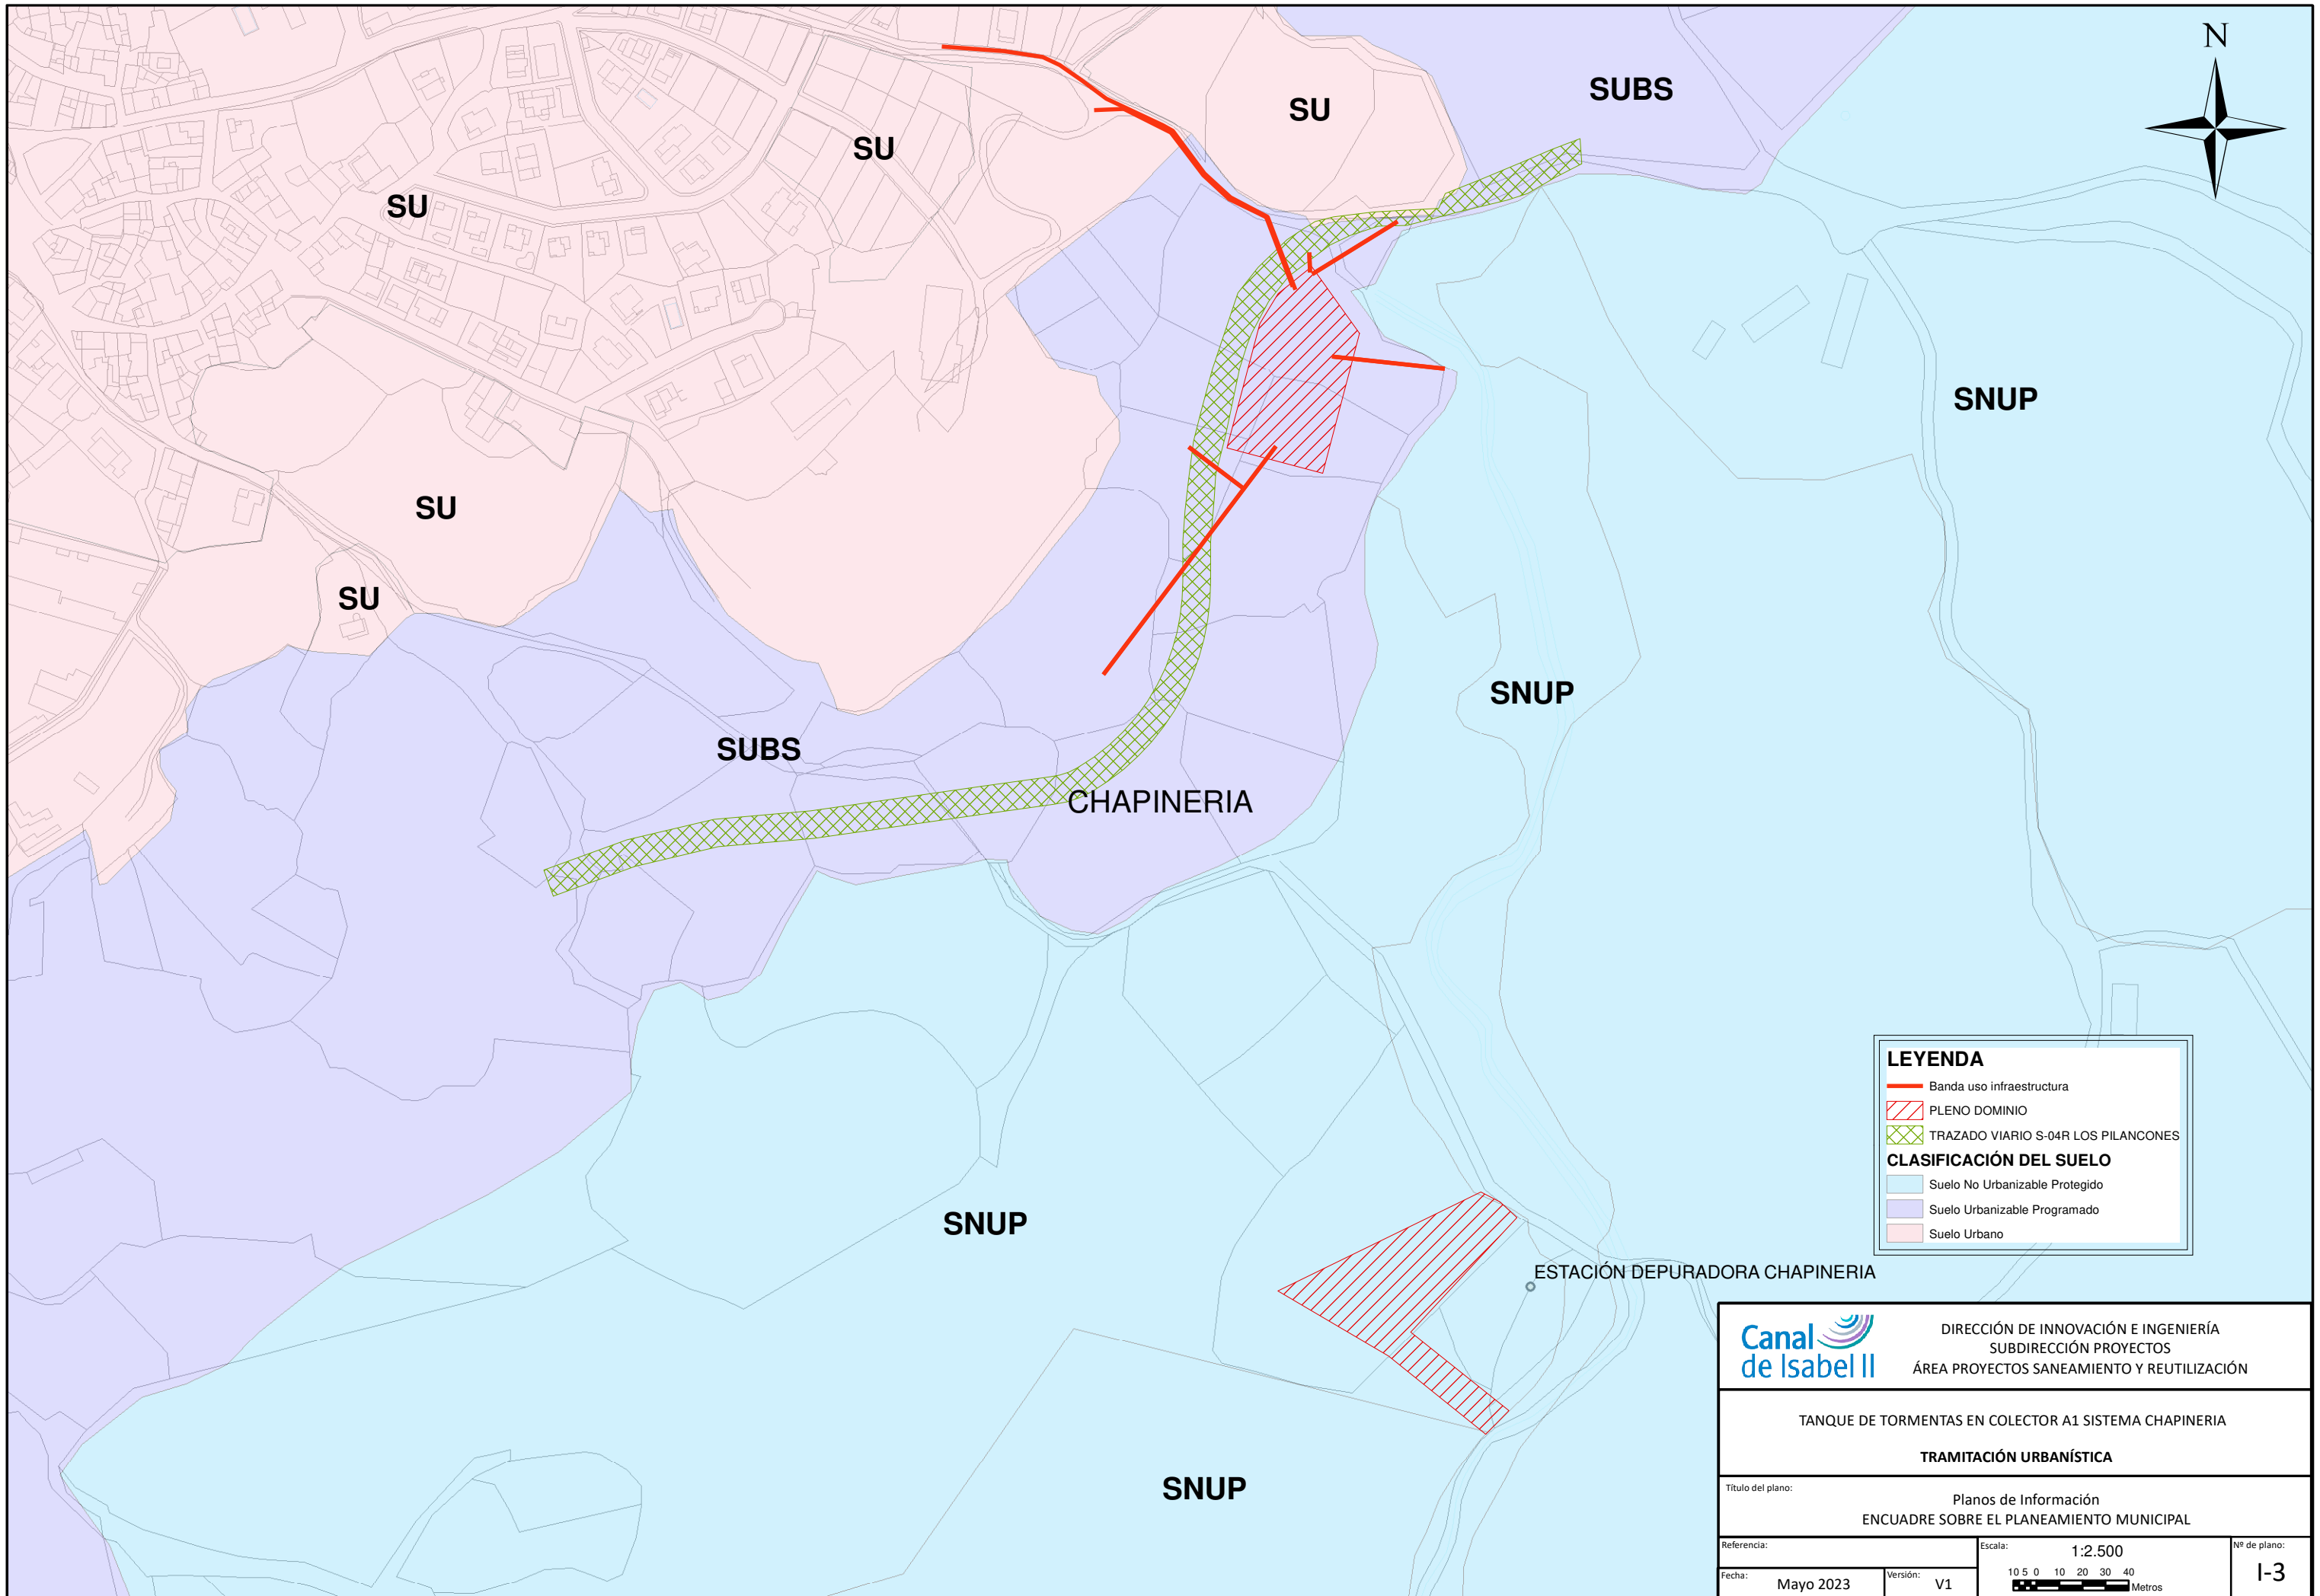 N
SUBS
SU
SU
SU
SNUP
SU
SU
SNUP
SUBS
CHAPINERIA
SNUP
ESTACIÓN DEPURADORA CHAPINERIA
SNUP
LEYENDA
Banda uso infraestructura
PLENO DOMINIO
TRAZADO VIARIO S-04R LOS PILANCONES
CLASIFICACIÓN DEL SUELO
Suelo No Urbanizable Protegido
Suelo Urbanizable Programado
Suelo Urbano
Canal
de Isabel II
DIRECCIÓN DE INNOVACIÓN E INGENIERÍA
SUBDIRECCIÓN PROYECTOS
ÁREA PROYECTOS SANEAMIENTO Y REUTILIZACIÓN
TANQUE DE TORMENTAS EN COLECTOR A1 SISTEMA CHAPINERIA
TRAMITACIÓN URBANÍSTICA
Título del plano:
Planos de Información
ENCUADRE SOBRE EL PLANEAMIENTO MUNICIPAL
Referencia:
Fecha:
Mayo 2023
Versión:
V1
Escala:
1:2.500
10 5 0 10 20 30 40
Metros
Nº de plano:
I-3